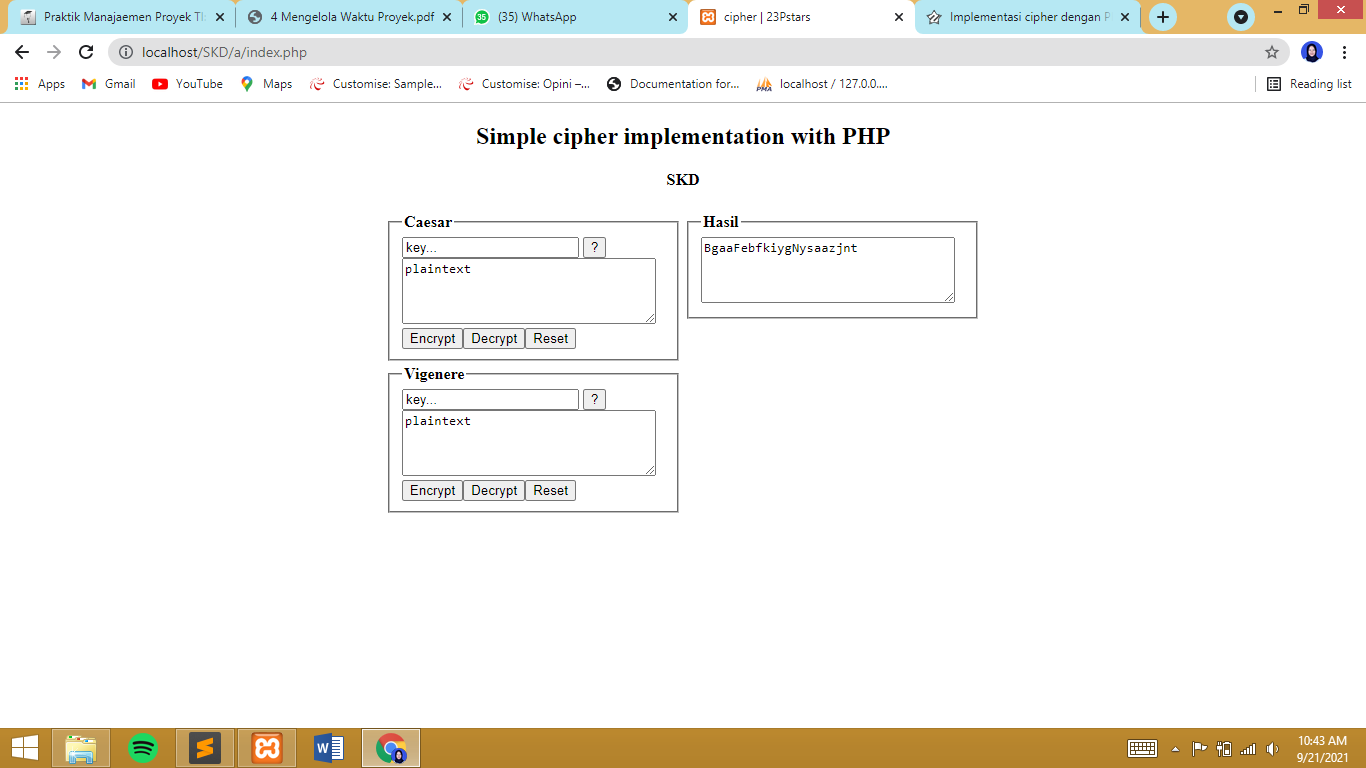 Praktik Manajaemen Proyek TI:
4 Mengelola Waktu Proyek.pdf
35
(35) WhatsApp
cipher | 23Pstars
Implementasi cipher dengan P
localhost/SKD/a/index.php
Apps
Gmail
YouTube
Maps
Customise: Sample...
Customise: Opini –...
Documentation for...
PMA
localhost / 127.0.0....
Reading list
Simple cipher implementation with PHP
SKD
Caesar
key...
?
plaintext
Encrypt Decrypt Reset
Hasil
BgaaFebfkiygNysaazjnt
Vigenere
key...
?
plaintext
Encrypt Decrypt Reset
W
10:43 AM
9/21/2021